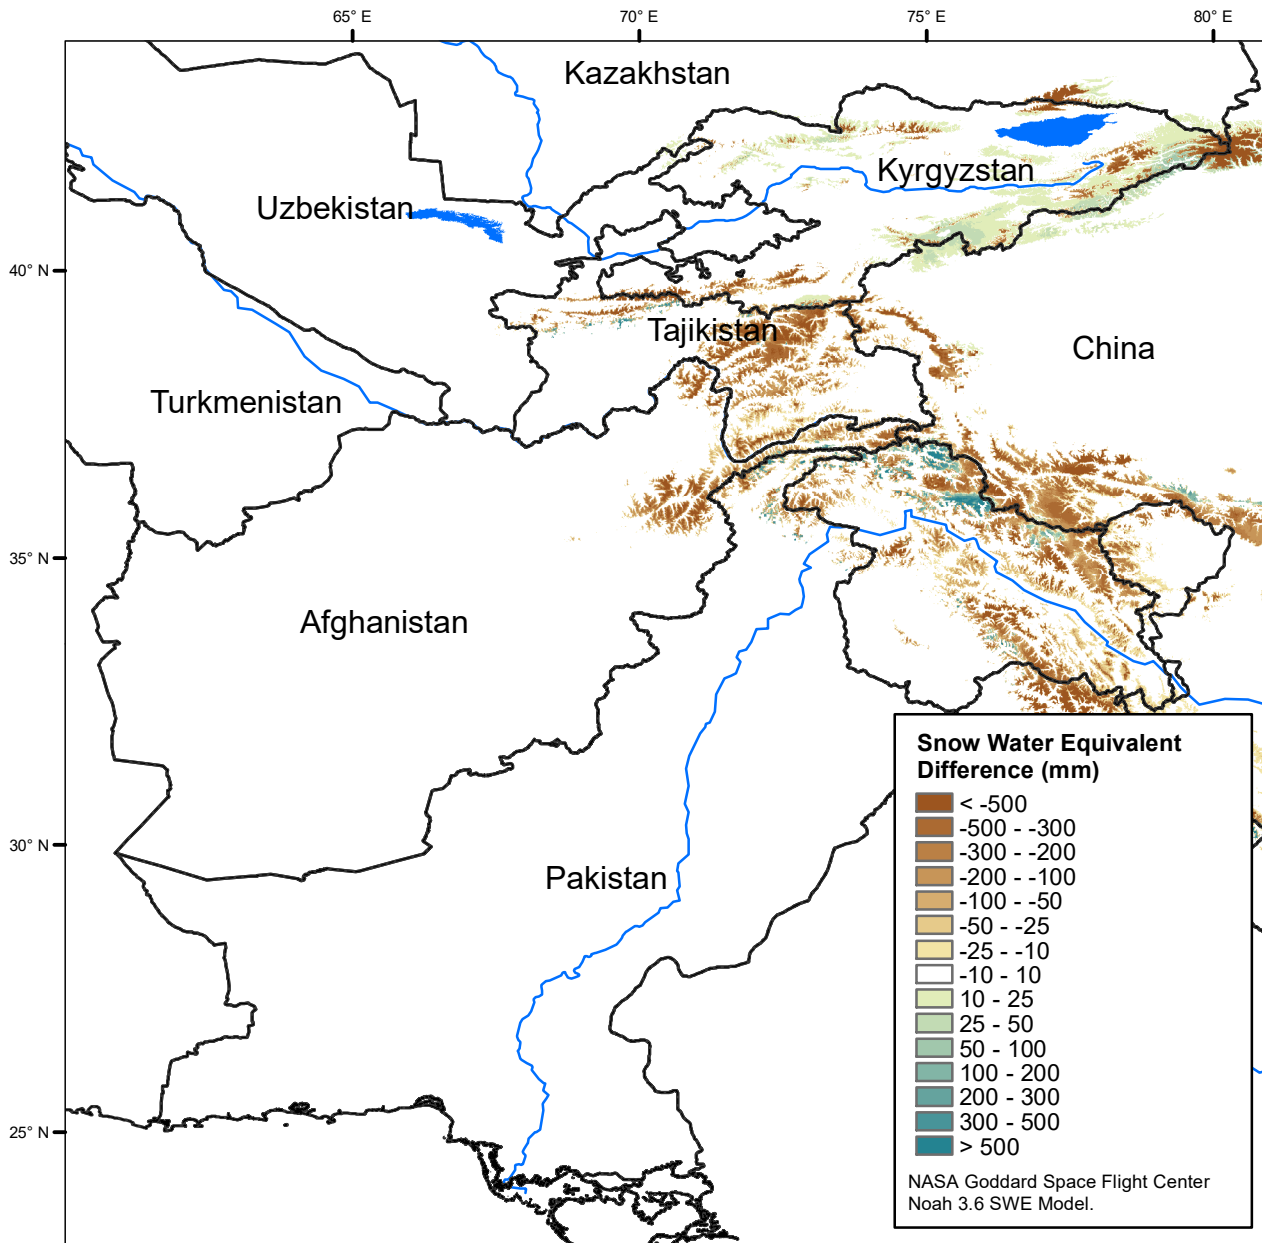 65° E
70° E
75° E
80° E
Kazakhstan
Kyrgyzstan
Uzbekistan
40° N
Tajikistan
China
Turkmenistan
35° N
Afghanistan
30° N
Pakistan
25° N
Snow Water Equivalent
Difference (mm)
< -500
-500 - -300
-300 - -200
-200 - -100
-100 - -50
-50 - -25
-25 - -10
-10 - 10
10 - 25
25 - 50
50 - 100
100 - 200
200 - 300
300 - 500
> 500
NASA Goddard Space Flight Center
Noah 3.6 SWE Model.